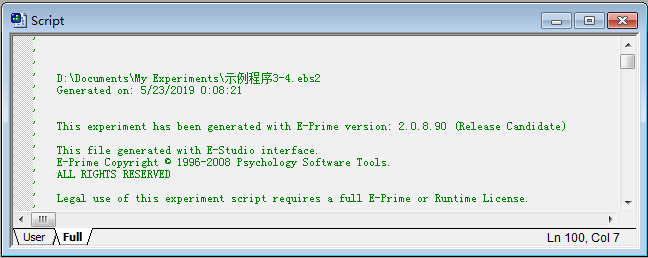 Script
'
'
'
' D:\Documents\My Experiments\示例程序3-4.ebs2
' Generated on: 5/23/2019 0:08:21
'
'
' This experiment has been generated with E-Prime version: 2.0.8.90 (Release Candidate)
'
' This file generated with E-Studio interface.
' E-Prime Copyright © 1996-2008 Psychology Software Tools.
' ALL RIGHTS RESERVED
'
' Legal use of this experiment script requires a full E-Prime or Runtime License.
'
User Full Ln 100, Col 7